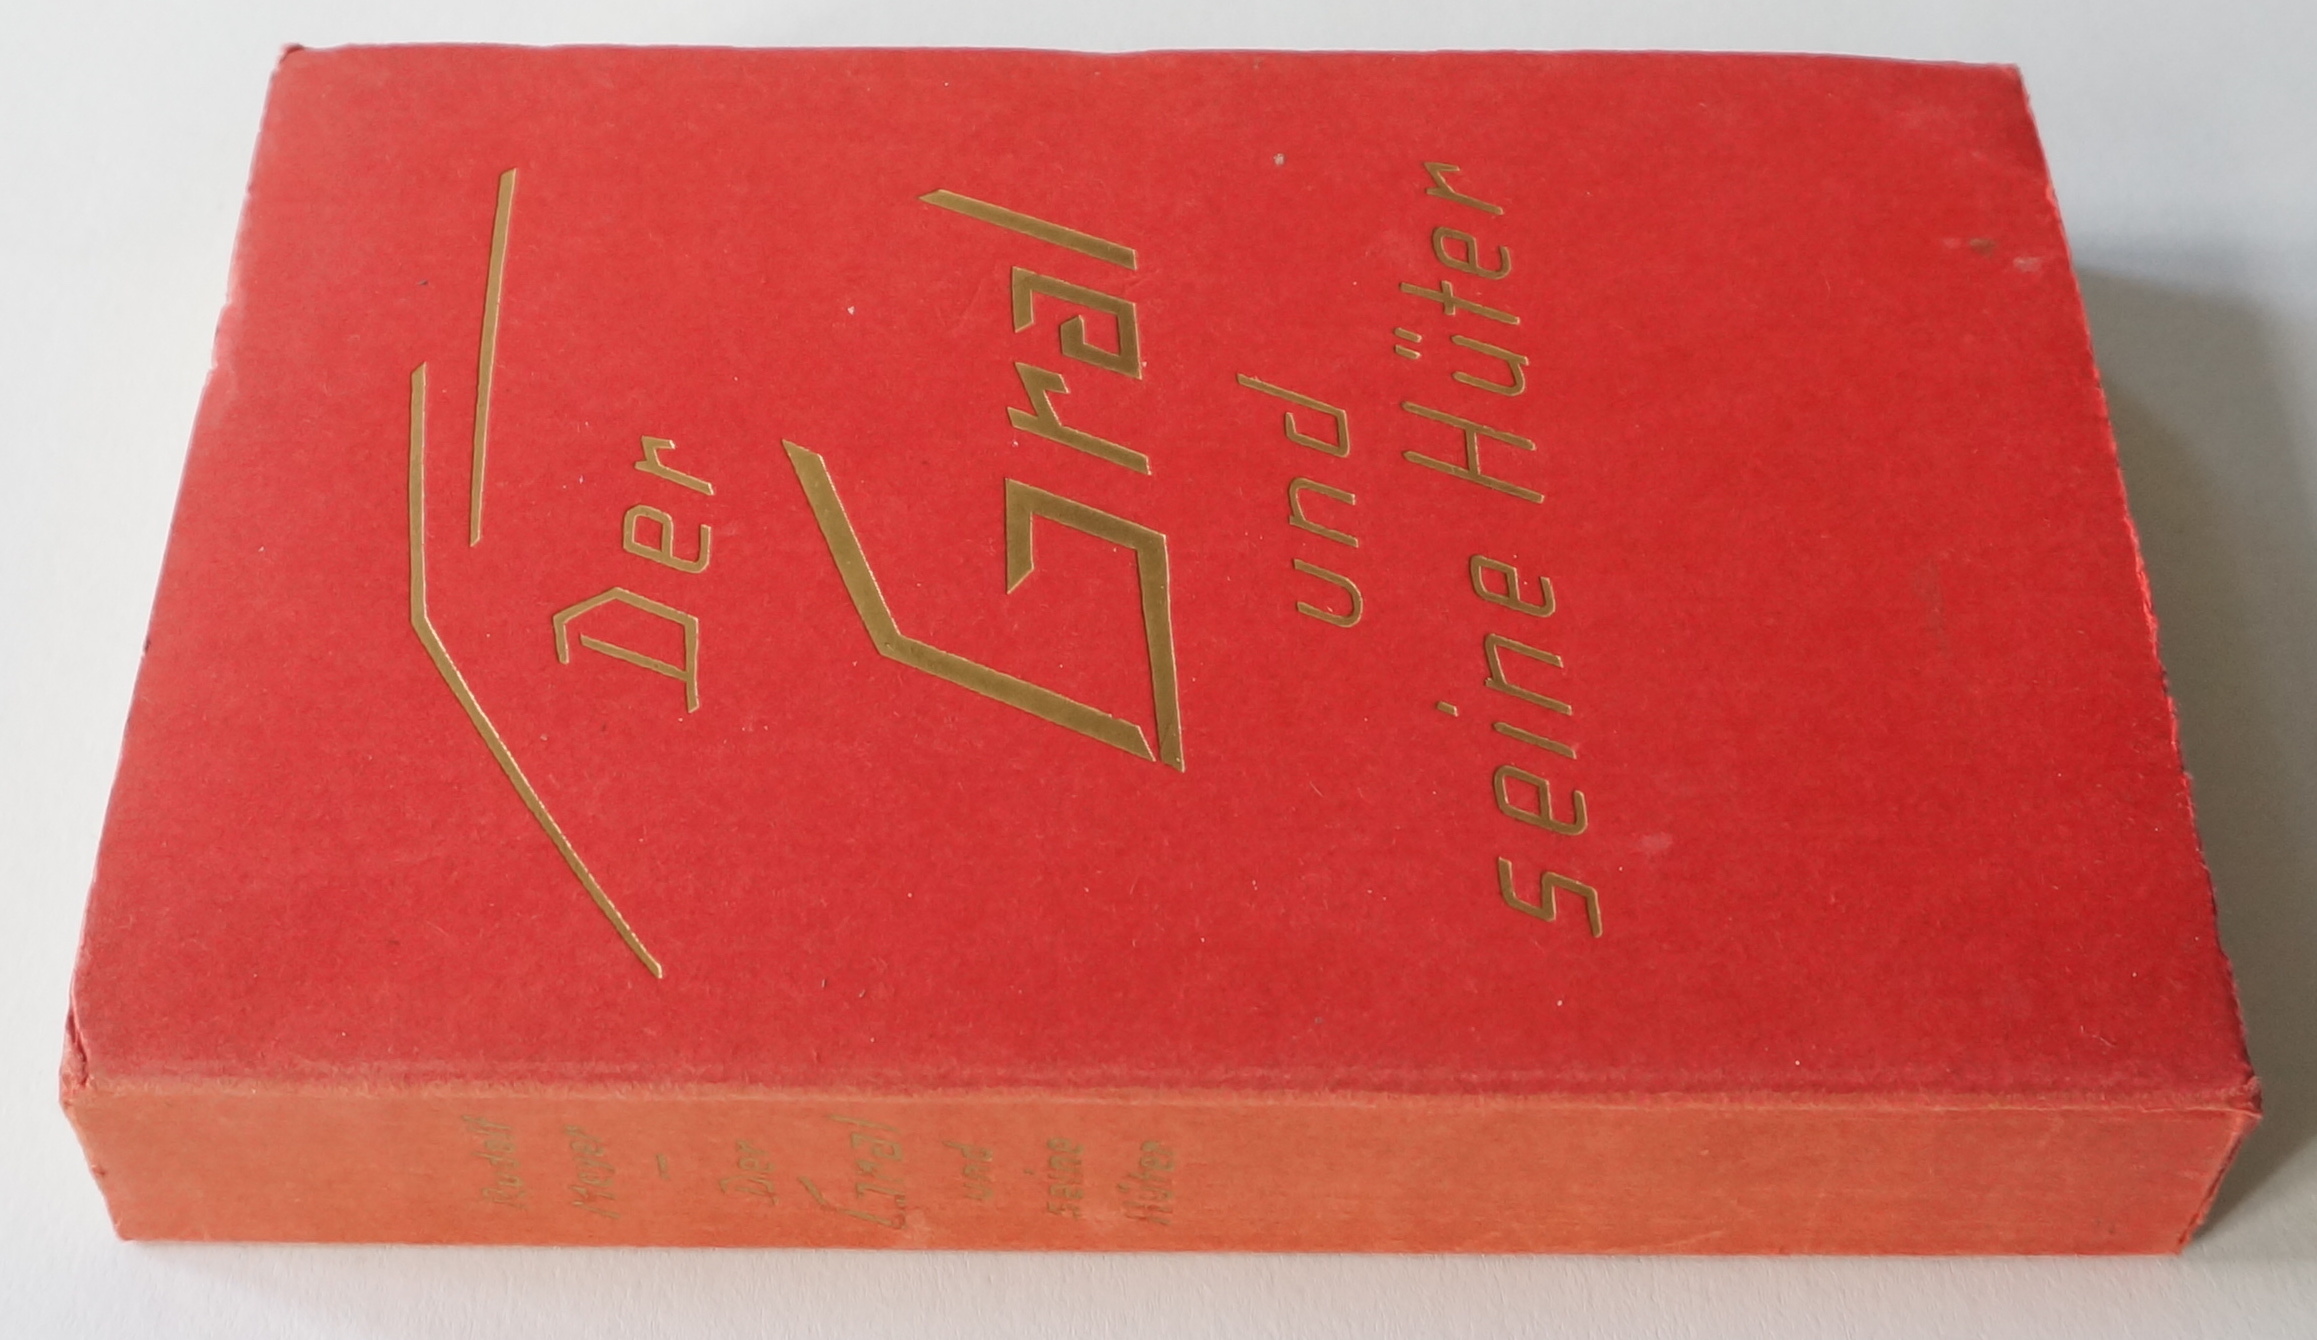 Der
Gral
und
seine Hüter
Rudolf
Meyer
–
Der
Gral
und
seine
Hüter